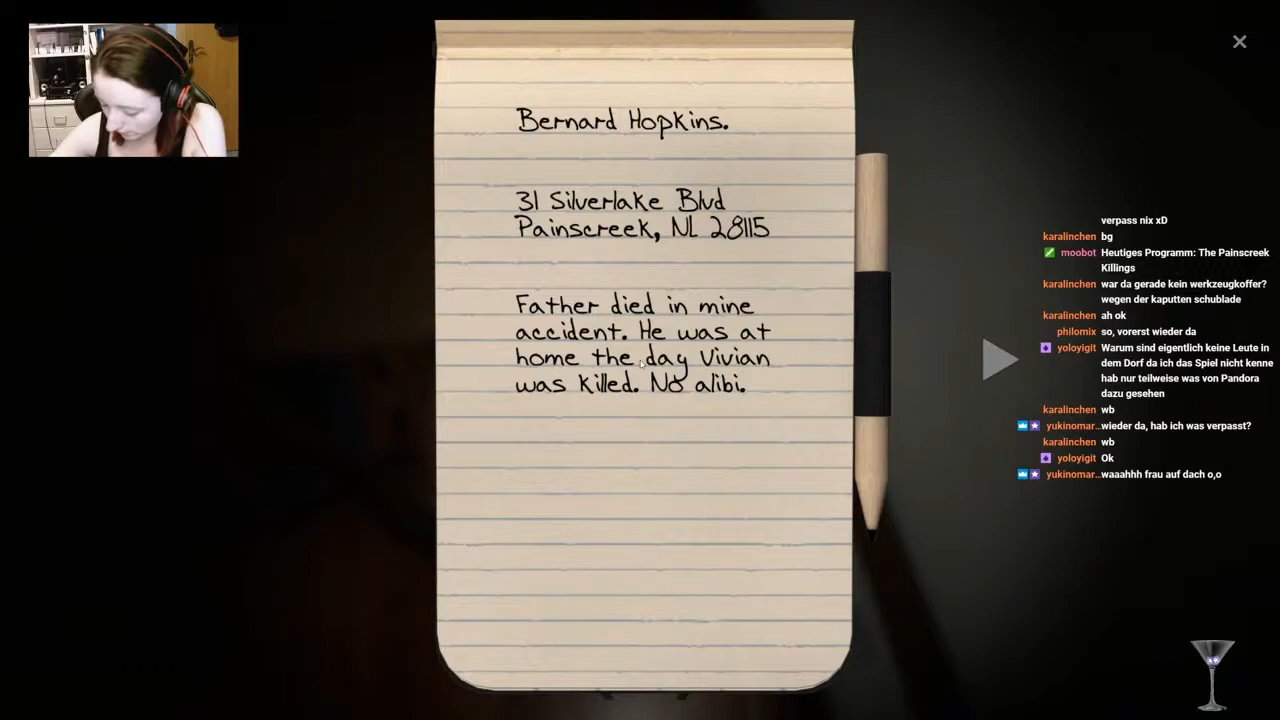 Bernard Hopkins.
31 Silverlake Blvd
Painscreek, NL 28115
Father died in mine
accident. He was at
home the day Vivian
was killed. No alibi.
verpass nix xD
karalinchen bg
moobot Heutiges Programm: The Painscreek
Killings
karalinchen war da gerade kein werkzeugkoffer?
wegen der kaputten schublade
karalinchen ah ok
philomix so, vorerst wieder da
yoloyigit Warum sind eigentlich keine Leute in
dem Dorf da ich das Spiel nicht kenne
hab nur teilweise was von Pandora
dazu gesehen
karalinchen wb
yukinomar... wieder da, hab ich was verpasst?
karalinchen wb
yoloyigit Ok
yukinomar... waaahhh frau auf dach o,o